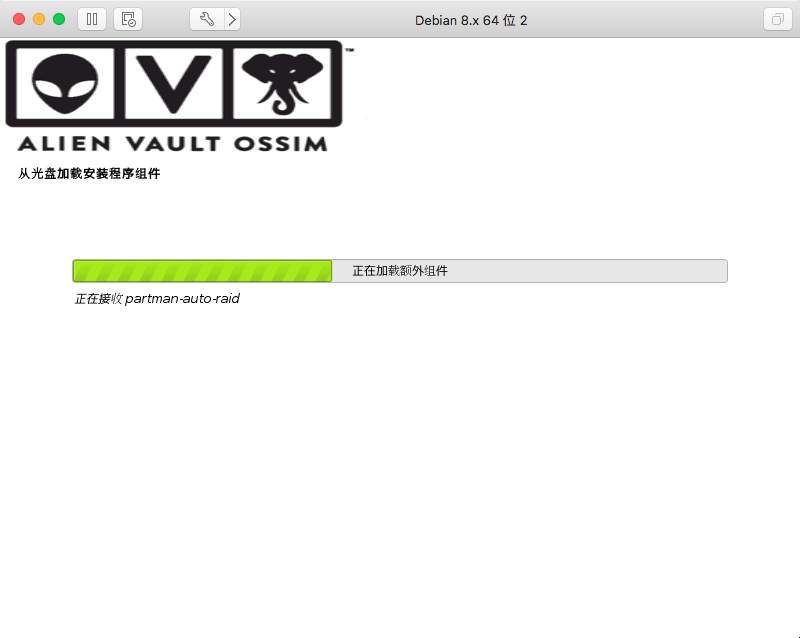 Debian 8.x 64 位 2
V
™
ALIEN VAULT OSSIM
从光盘加载安装程序组件
正在加载额外组件
正在接收 partman-auto-raid